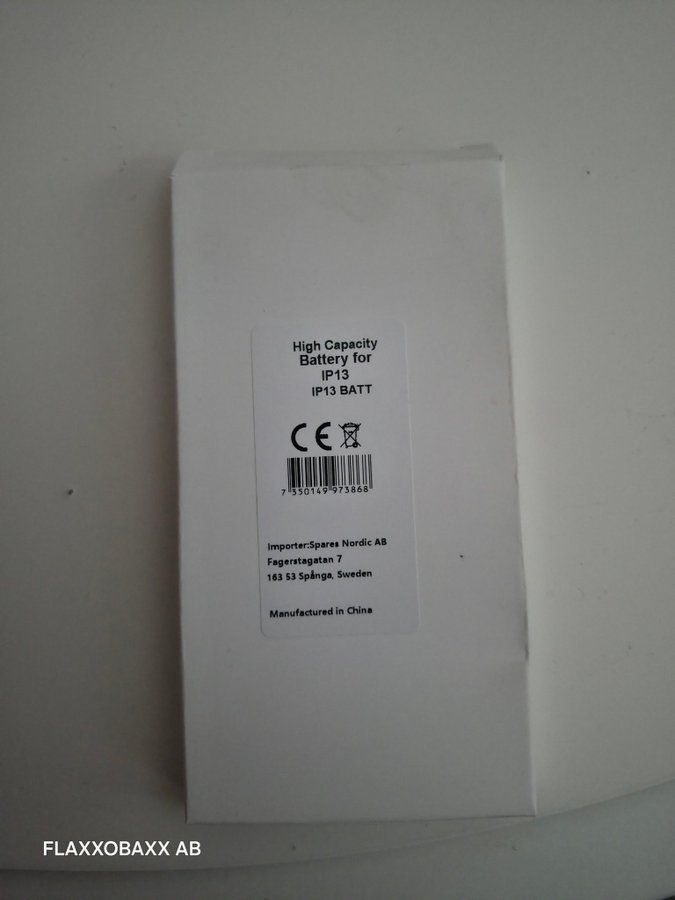 High Capacity
Battery for
IP13
IP13 BATT
CE
7 350149 973868
Importer:Spares Nordic AB
Fagerstagatan 7
163 53 Spånga, Sweden
Manufactured in China
FLAXXOBAXX AB